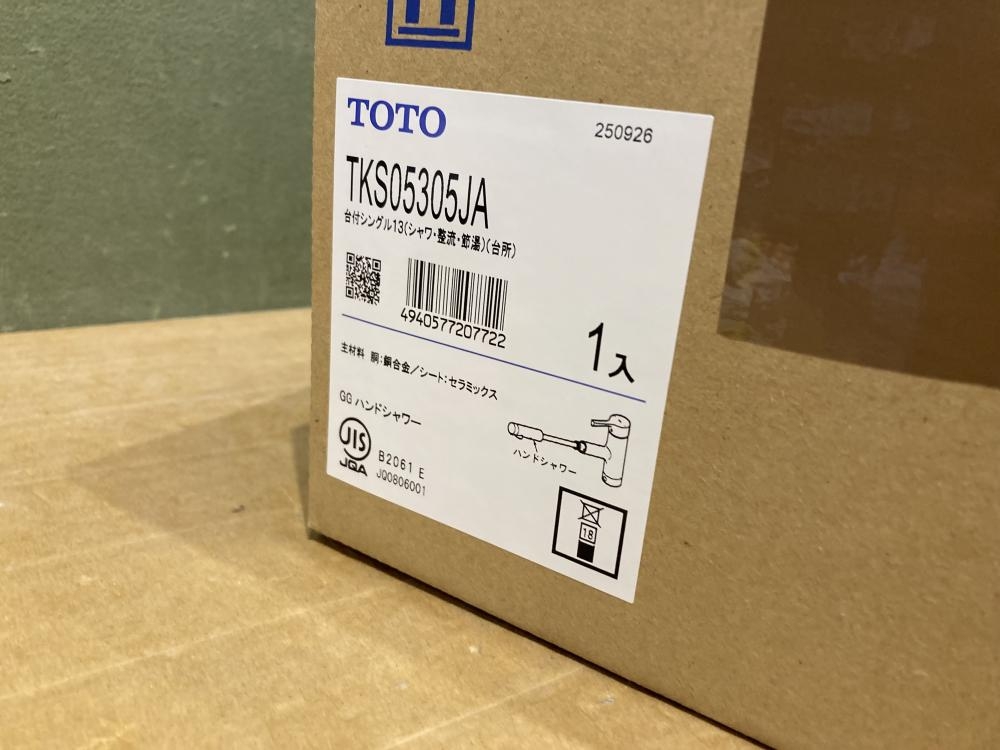 TOTO
250926
TKS05305JA
台付シングル13(シャワ・整流・節湯)(台所)
4940577207722
1入
主材料 胴:銅合金/シート:セラミックス
GG ハンドシャワー
ハンドシャワー
JIS
JQA
B2061 E
JQ0806001
18